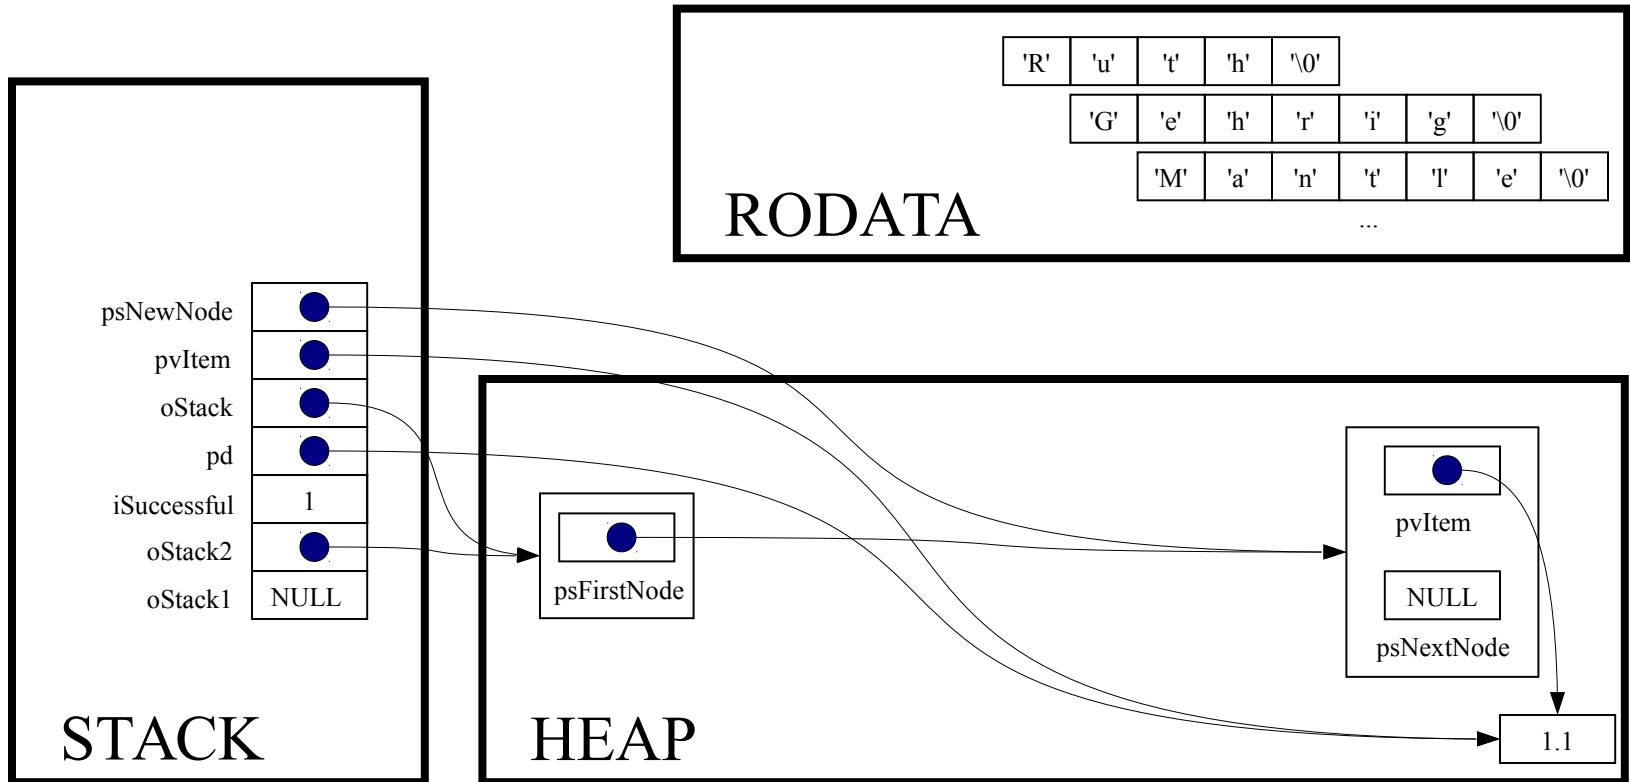 'R' 'u' 't' 'h' '\0'
'G' 'e' 'h' 'r' 'i' 'g' '\0'
'M' 'a' 'n' 't' 'l' 'e' '\0'
...
RODATA
psNewNode
pvItem
oStack
pd
iSuccessful 1
oStack2
oStack1 NULL
STACK
psFirstNode
pvItem
NULL
psNextNode
1.1
HEAP